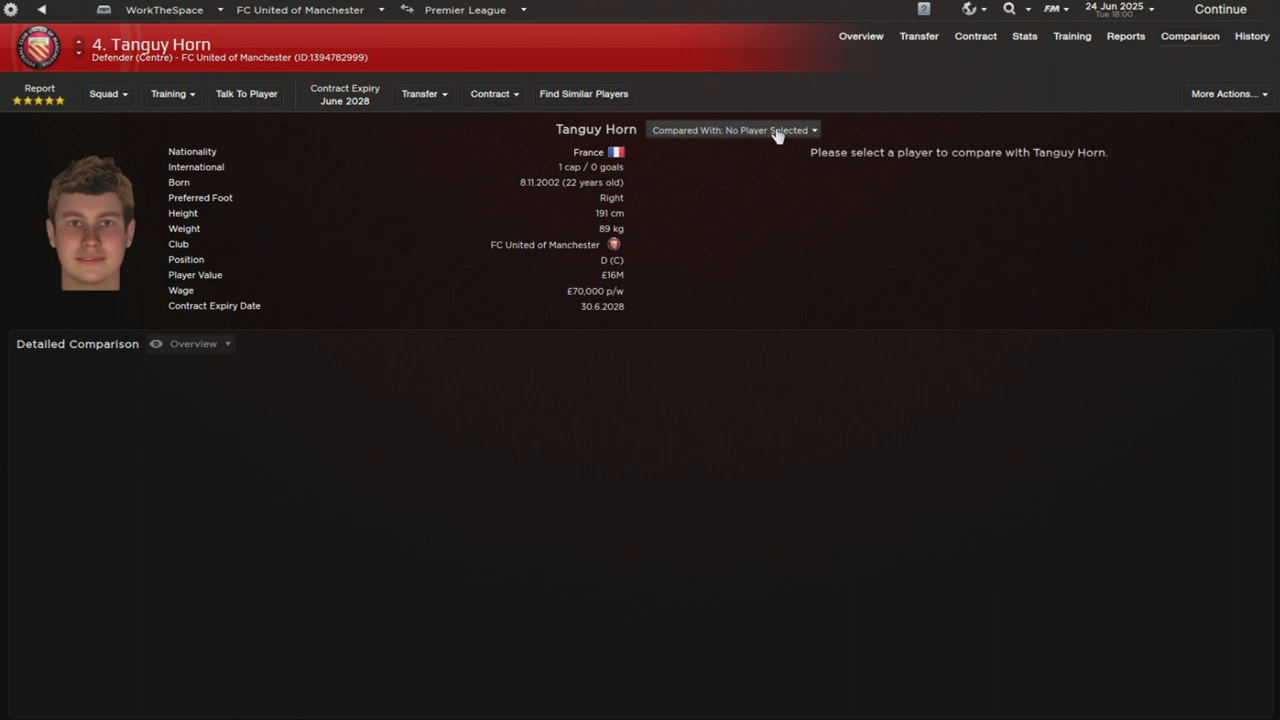 WorkTheSpace FC United of Manchester Premier League FM 24 Jun 2025 Tue 18:00 Continue
4. Tanguy Horn
Defender (Centre) - FC United of Manchester (ID:1394782999)
Overview Transfer Contract Stats Training Reports Comparison History
Report Squad Training Talk To Player Contract Expiry June 2028 Transfer Contract Find Similar Players More Actions...
Tanguy Horn Compared With: No Player Selected
Please select a player to compare with Tanguy Horn.
Nationality France
International 1 cap / 0 goals
Born 8.11.2002 (22 years old)
Preferred Foot Right
Height 191 cm
Weight 89 kg
Club FC United of Manchester
Position D (C)
Player Value £16M
Wage £70,000 p/w
Contract Expiry Date 30.6.2028
Detailed Comparison Overview